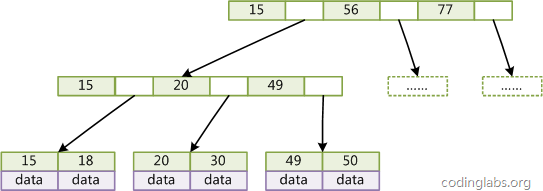 15 56 77
15 20 49
...... ......
15 18 20 30 49 50
data data data data data data
codinglabs.org